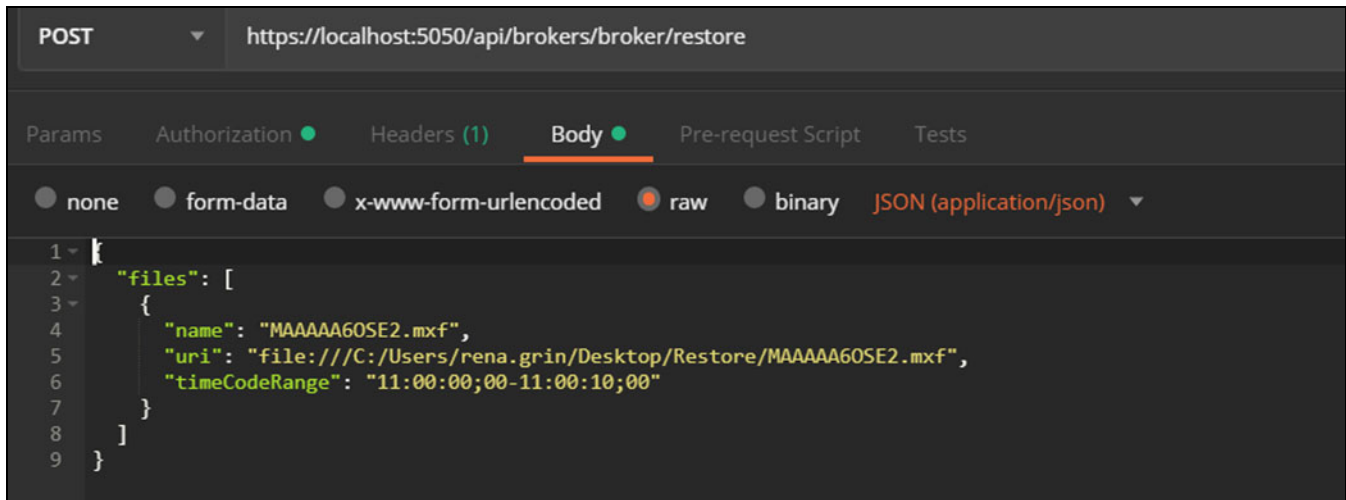 POST https://localhost:5050/api/brokers/broker/restore
Params Authorization Headers (1) Body Pre-request Script Tests
none form-data x-www-form-urlencoded raw binary JSON (application/json)
1 {
2 "files": [
3 {
4 "name": "MAAAAA6OSE2.mxf",
5 "uri": "file:///C:/Users/rena.grin/Desktop/Restore/MAAAAA6OSE2.mxf",
6 "timeCodeRange": "11:00:00;00-11:00:10;00"
7 }
8 ]
9 }